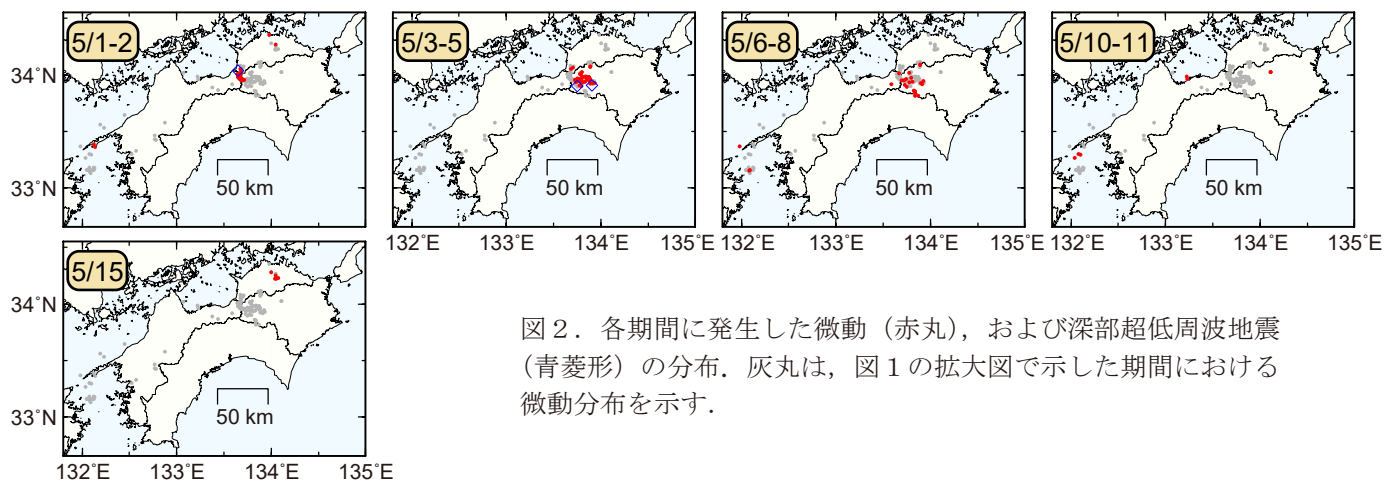 5/1-2
5/3-5
5/6-8
5/10-11
34˚N
33˚N
50 km
50 km
50 km
50 km
132˚E
133˚E
134˚E
135˚E
132˚E
133˚E
134˚E
135˚E
132˚E
133˚E
134˚E
135˚E
5/15
34˚N
33˚N
50 km
132˚E
133˚E
134˚E
135˚E
図２．各期間に発生した微動（赤丸），および深部超低周波地震
（青菱形）の分布．灰丸は，図１の拡大図で示した期間における
微動分布を示す．